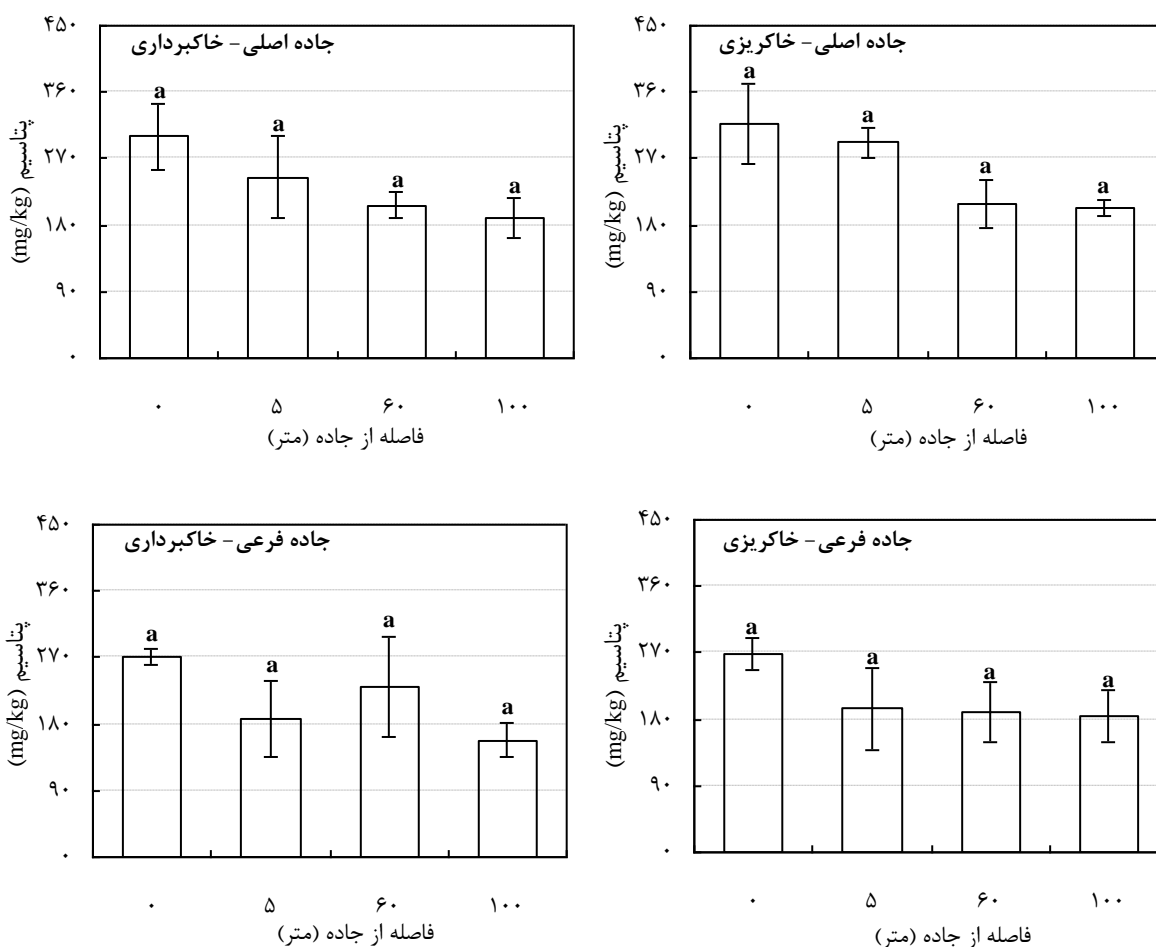 جاده اصلی- خاکبرداری
۴۵۰
۳۶۰
۲۷۰
۱۸۰
۹۰
۰
پتاسیم (mg/kg)
a
a
a
a
۰ ۵ ۶۰ ۱۰۰
فاصله از جاده (متر)
جاده اصلی- خاکریزی
۴۵۰
۳۶۰
۲۷۰
۱۸۰
۹۰
۰
پتاسیم (mg/kg)
a
a
a
a
۰ ۵ ۶۰ ۱۰۰
فاصله از جاده (متر)
جاده فرعی- خاکبرداری
۴۵۰
۳۶۰
۲۷۰
۱۸۰
۹۰
۰
پتاسیم (mg/kg)
a
a
a
a
۰ ۵ ۶۰ ۱۰۰
فاصله از جاده (متر)
جاده فرعی- خاکریزی
۴۵۰
۳۶۰
۲۷۰
۱۸۰
۹۰
۰
پتاسیم (mg/kg)
a
a
a
a
۰ ۵ ۶۰ ۱۰۰
فاصله از جاده (متر)